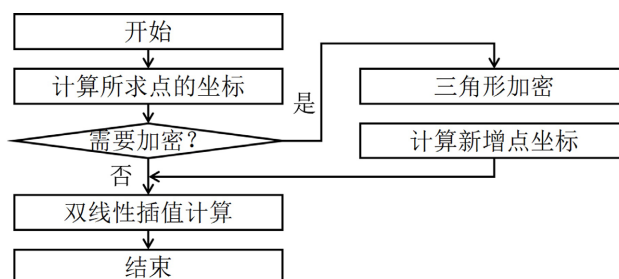 开始
计算所求点的坐标
三角形加密
是
需要加密？
计算新增点坐标
否
双线性插值计算
结束